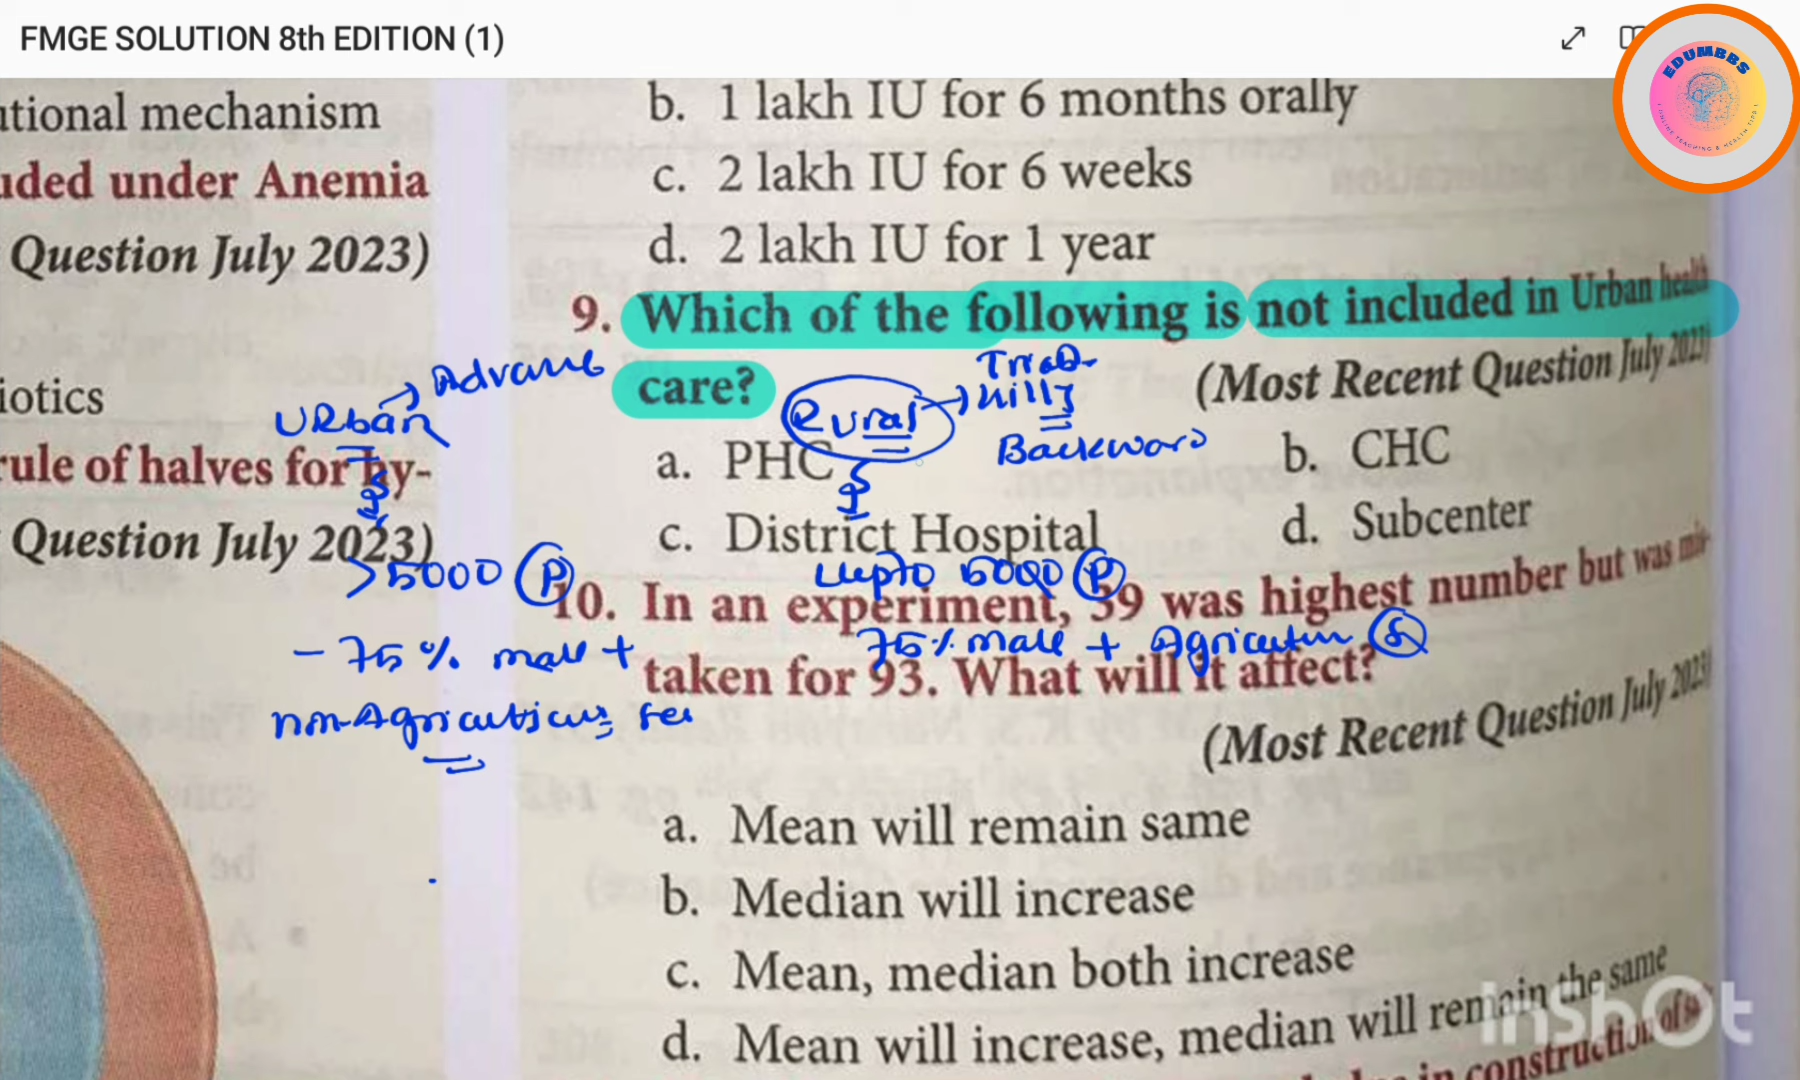 FMGE SOLUTION 8th EDITION (1)
EDUMBBS
utional mechanism
uded under Anemia
Question July 2023)
iotics
rule of halves for hy-
Question July 2023)
b. 1 lakh IU for 6 months orally
c. 2 lakh IU for 6 weeks
d. 2 lakh IU for 1 year
9. Which of the following is not included in Urban health
care?
(Most Recent Question July 2023)
a. PHC
b. CHC
c. District Hospital
d. Subcenter
10. In an experiment, 39 was highest number but was mis-
taken for 93. What will it affect?
(Most Recent Question July 2023)
a. Mean will remain same
b. Median will increase
c. Mean, median both increase
d. Mean will increase, median will remain the same
in construction of
URban
>5000 P
- 75% male +
Rural
hilly
Backward
upto 5000 P
75% male +
inshot